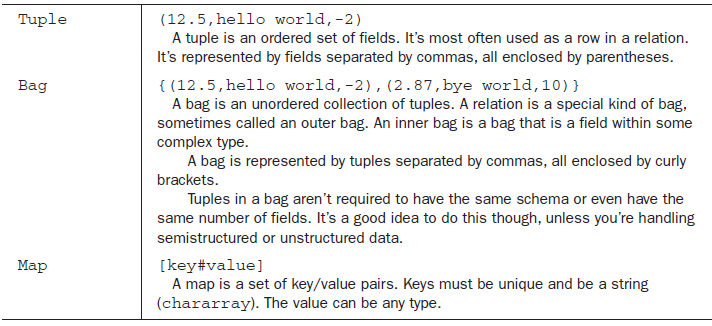 Tuple (12.5,hello world,-2)
A tuple is an ordered set of fields. It's most often used as a row in a relation.
It's represented by fields separated by commas, all enclosed by parentheses.
Bag {(12.5,hello world,-2),(2.87,bye world,10)}
A bag is an unordered collection of tuples. A relation is a special kind of bag,
sometimes called an outer bag. An inner bag is a bag that is a field within some
complex type.
A bag is represented by tuples separated by commas, all enclosed by curly
brackets.
Tuples in a bag aren't required to have the same schema or even have the
same number of fields. It's a good idea to do this though, unless you're handling
semistructured or unstructured data.
Map [key#value]
A map is a set of key/value pairs. Keys must be unique and be a string
(chararray). The value can be any type.